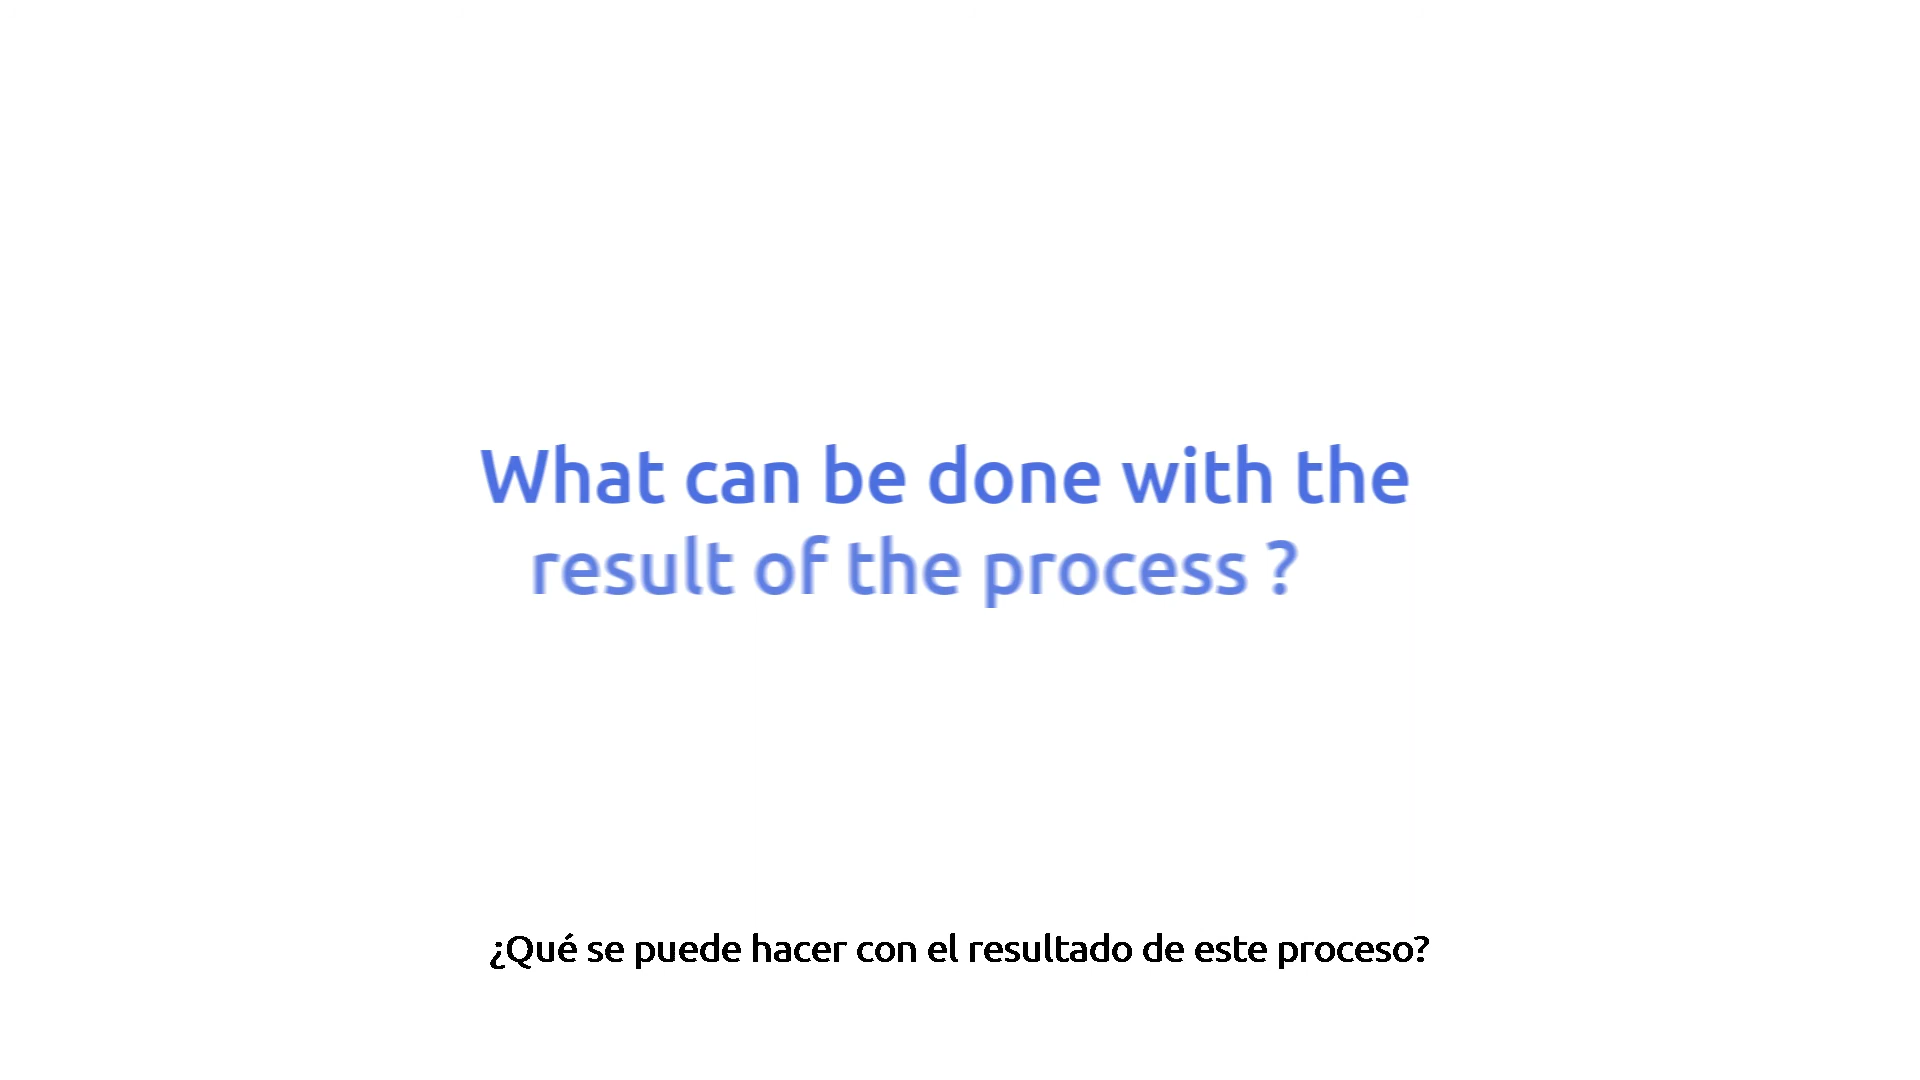 What can be done with the
result of the process ?
¿Qué se puede hacer con el resultado de este proceso?